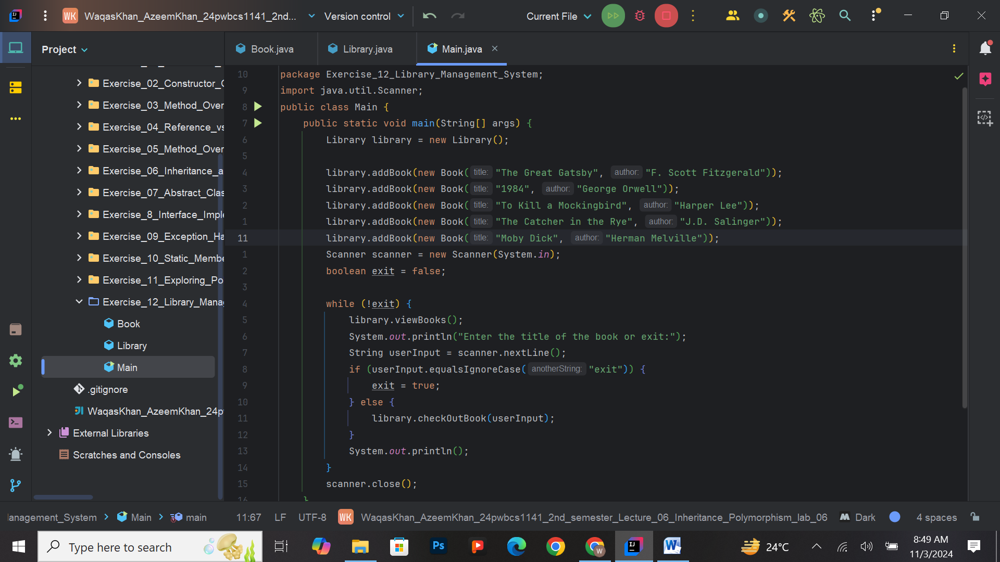 WK WaqasKhan_AzeemKhan_24pwbcs1141_2nd... Version control Current File
Project
Book.java Library.java Main.java
Exercise_02_Constructor_
Exercise_03_Method_Over
Exercise_04_Reference_vs
Exercise_05_Method_Over
Exercise_06_Inheritance_a
Exercise_07_Abstract_Clas
Exercise_8_Interface_Imple
Exercise_09_Exception_Ha
Exercise_10_Static_Membe
Exercise_11_Exploring_Po
Exercise_12_Library_Manag
Book
Library
Main
.gitignore
WaqasKhan_AzeemKhan_24pw
External Libraries
Scratches and Consoles
10 package Exercise_12_Library_Management_System;
9 import java.util.Scanner;
8 public class Main {
7 public static void main(String[] args) {
6 Library library = new Library();
5
4 library.addBook(new Book( title: "The Great Gatsby", author: "F. Scott Fitzgerald"));
3 library.addBook(new Book( title: "1984", author: "George Orwell"));
2 library.addBook(new Book( title: "To Kill a Mockingbird", author: "Harper Lee"));
1 library.addBook(new Book( title: "The Catcher in the Rye", author: "J.D. Salinger"));
11 library.addBook(new Book( title: "Moby Dick", author: "Herman Melville"));
1 Scanner scanner = new Scanner(System.in);
2 boolean exit = false;
3
4 while (!exit) {
5 library.viewBooks();
6 System.out.println("Enter the title of the book or exit:");
7 String userInput = scanner.nextLine();
8 if (userInput.equalsIgnoreCase( anotherString: "exit")) {
9 exit = true;
10 } else {
11 library.checkOutBook(userInput);
12 }
13 System.out.println();
14 }
15 scanner.close();
16 }
anagement_System Main main 11:67 LF UTF-8 WK WaqasKhan_AzeemKhan_24pwbcs1141_2nd_semester_Lecture_06_Inheritance_Polymorphism_lab_06 Dark 4 spaces
Type here to search 24°C 8:49 AM
11/3/2024